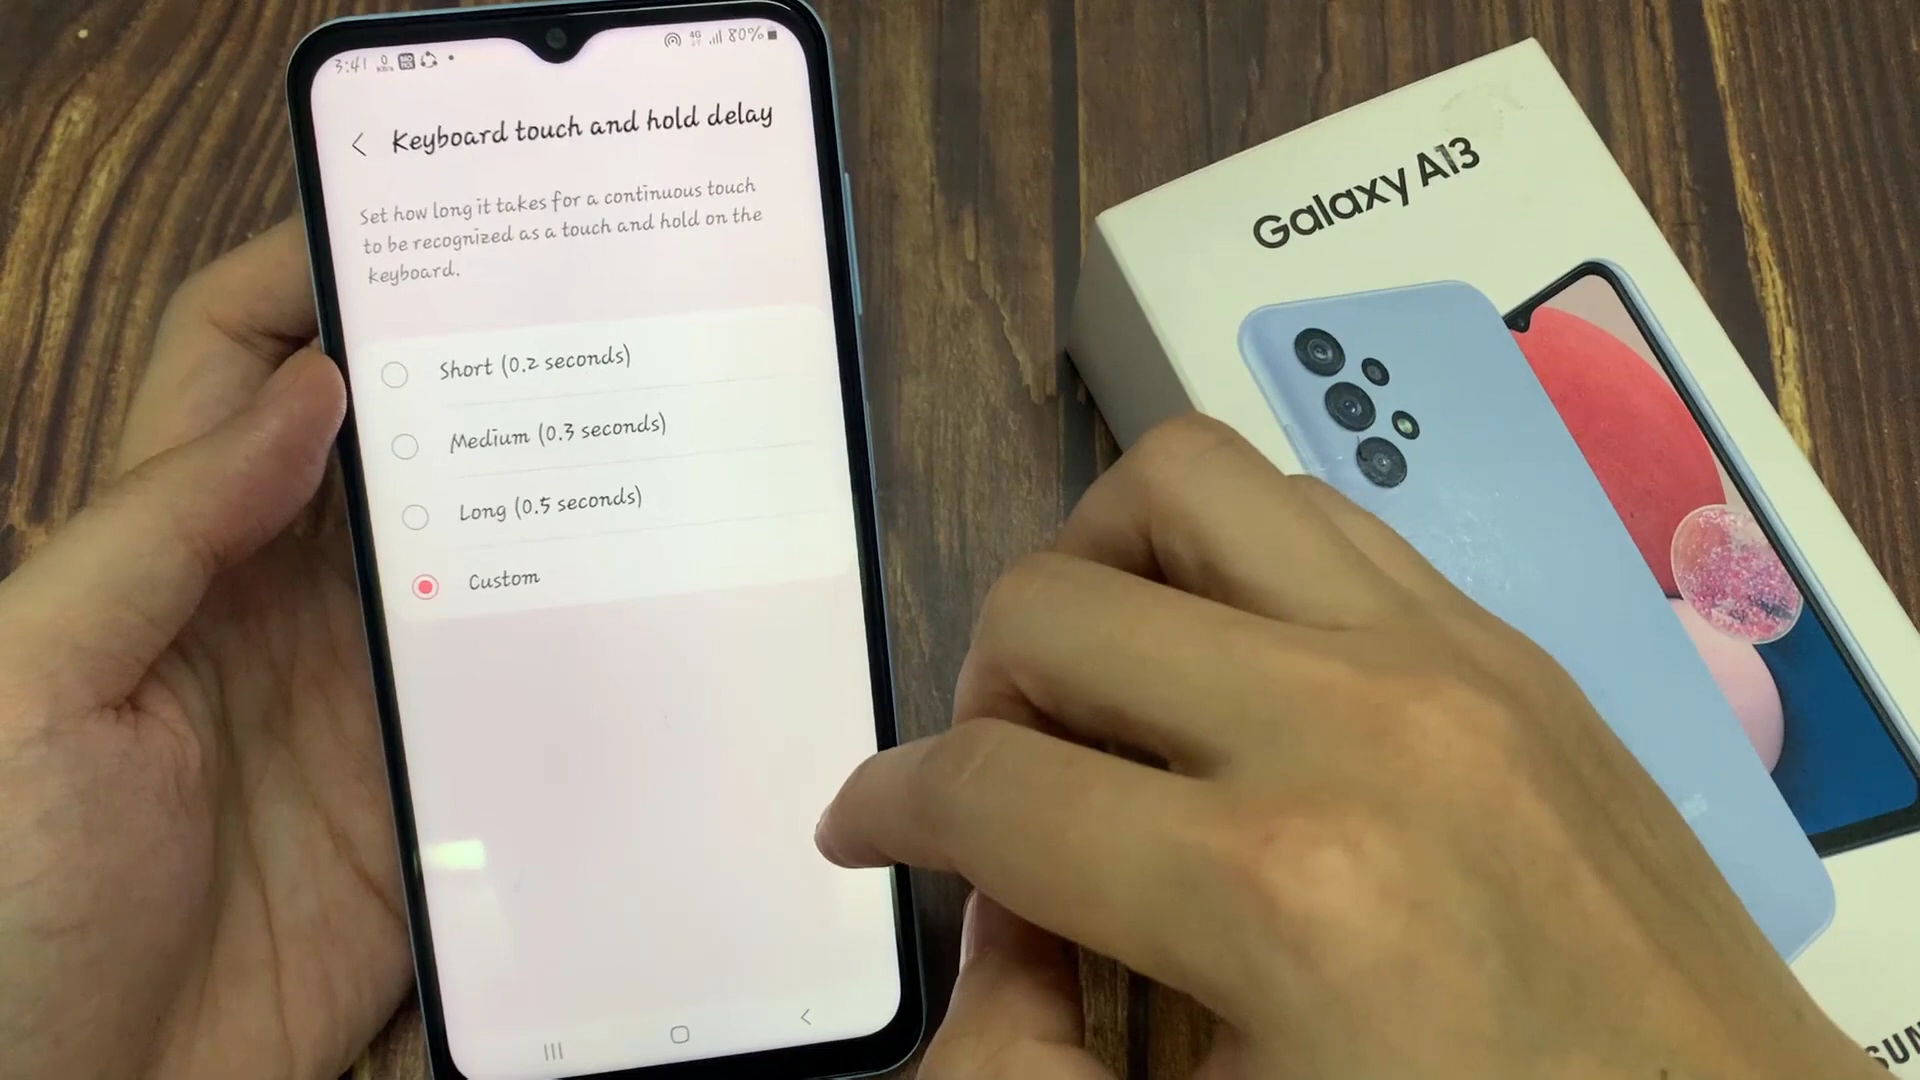 3:41
4G 80%
Keyboard touch and hold delay
Set how long it takes for a continuous touch
to be recognized as a touch and hold on the
keyboard.
Short (0.2 seconds)
Medium (0.3 seconds)
Long (0.5 seconds)
Custom
Galaxy A13